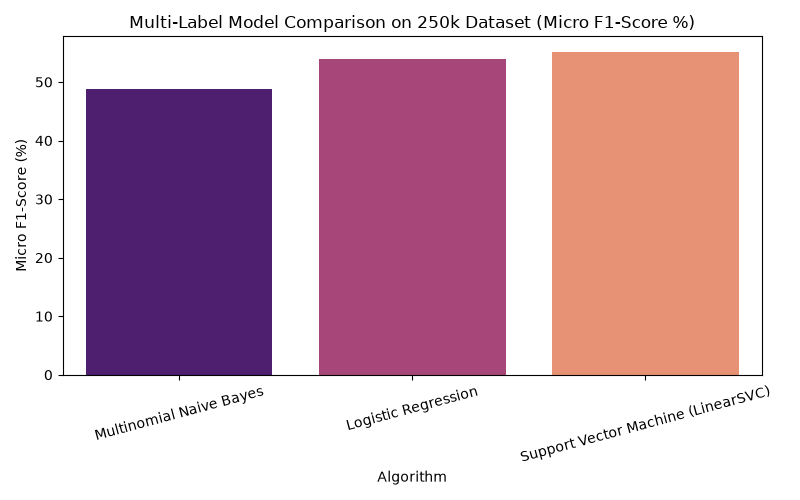 Multi-Label Model Comparison on 250k Dataset (Micro F1-Score %)
Micro F1-Score (%)
50
40
30
20
10
0
Multinomial Naive Bayes
Logistic Regression
Support Vector Machine (LinearSVC)
Algorithm